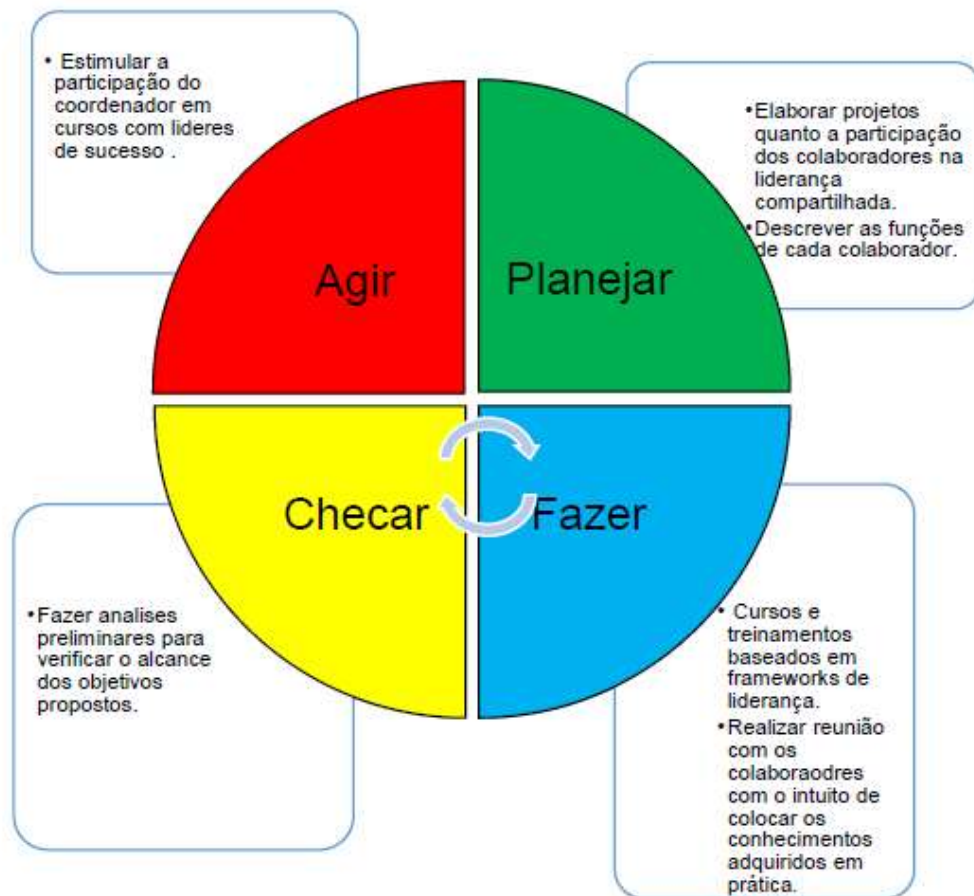 • Estimular a
participação do
coordenador em
cursos com lideres
de sucesso .
Agir
Planejar
•Elaborar projetos
quanto a participação
dos colaboradores na
liderança
compartilhada.
•Descrever as funções
de cada colaborador.
Checar
Fazer
•Fazer analises
preliminares para
verificar o alcance
dos objetivos
propostos.
• Cursos e
treinamentos
baseados em
frameworks de
liderança.
•Realizar reunião
com os
colaboraodres
com o intuito de
colocar os
conhecimentos
adquiridos em
prática.